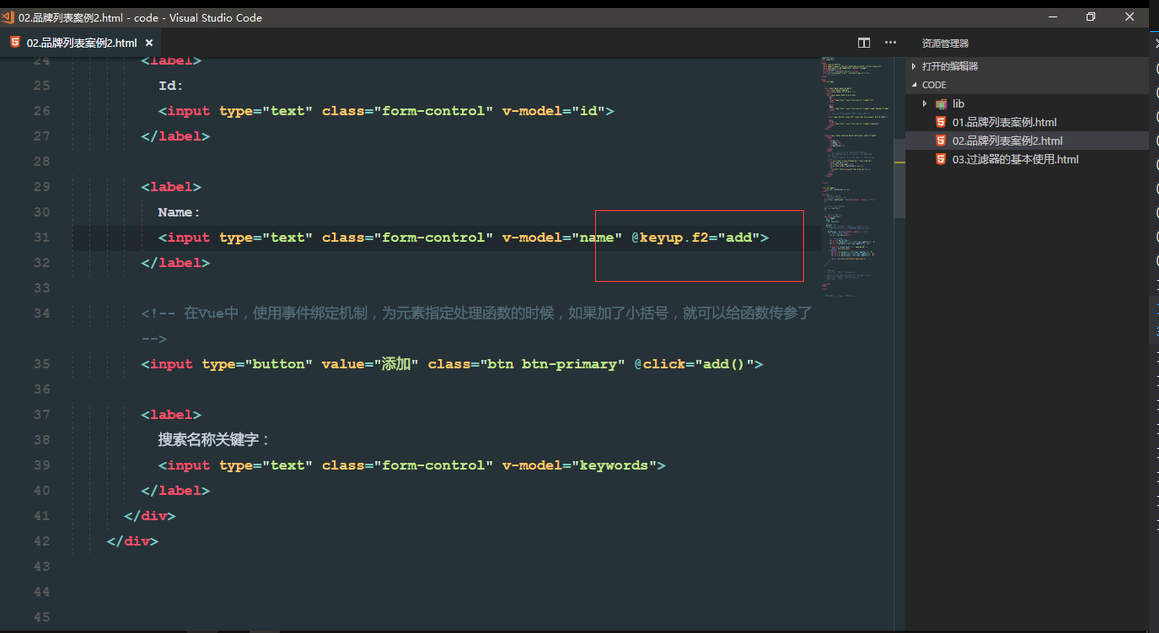 02.品牌列表案例2.html - code - Visual Studio Code
02.品牌列表案例2.html
资源管理器
打开的编辑器
CODE
lib
01.品牌列表案例.html
02.品牌列表案例2.html
03.过滤器的基本使用.html
24 <label>
25 Id:
26 <input type="text" class="form-control" v-model="id">
27 </label>
28
29 <label>
30 Name:
31 <input type="text" class="form-control" v-model="name" @keyup.f2="add">
32 </label>
33
34 <!-- 在Vue中，使用事件绑定机制，为元素指定处理函数的时候，如果加了小括号，就可以给函数传参了
-->
35 <input type="button" value="添加" class="btn btn-primary" @click="add()">
36
37 <label>
38 搜索名称关键字：
39 <input type="text" class="form-control" v-model="keywords">
40 </label>
41 </div>
42 </div>
43
44
45